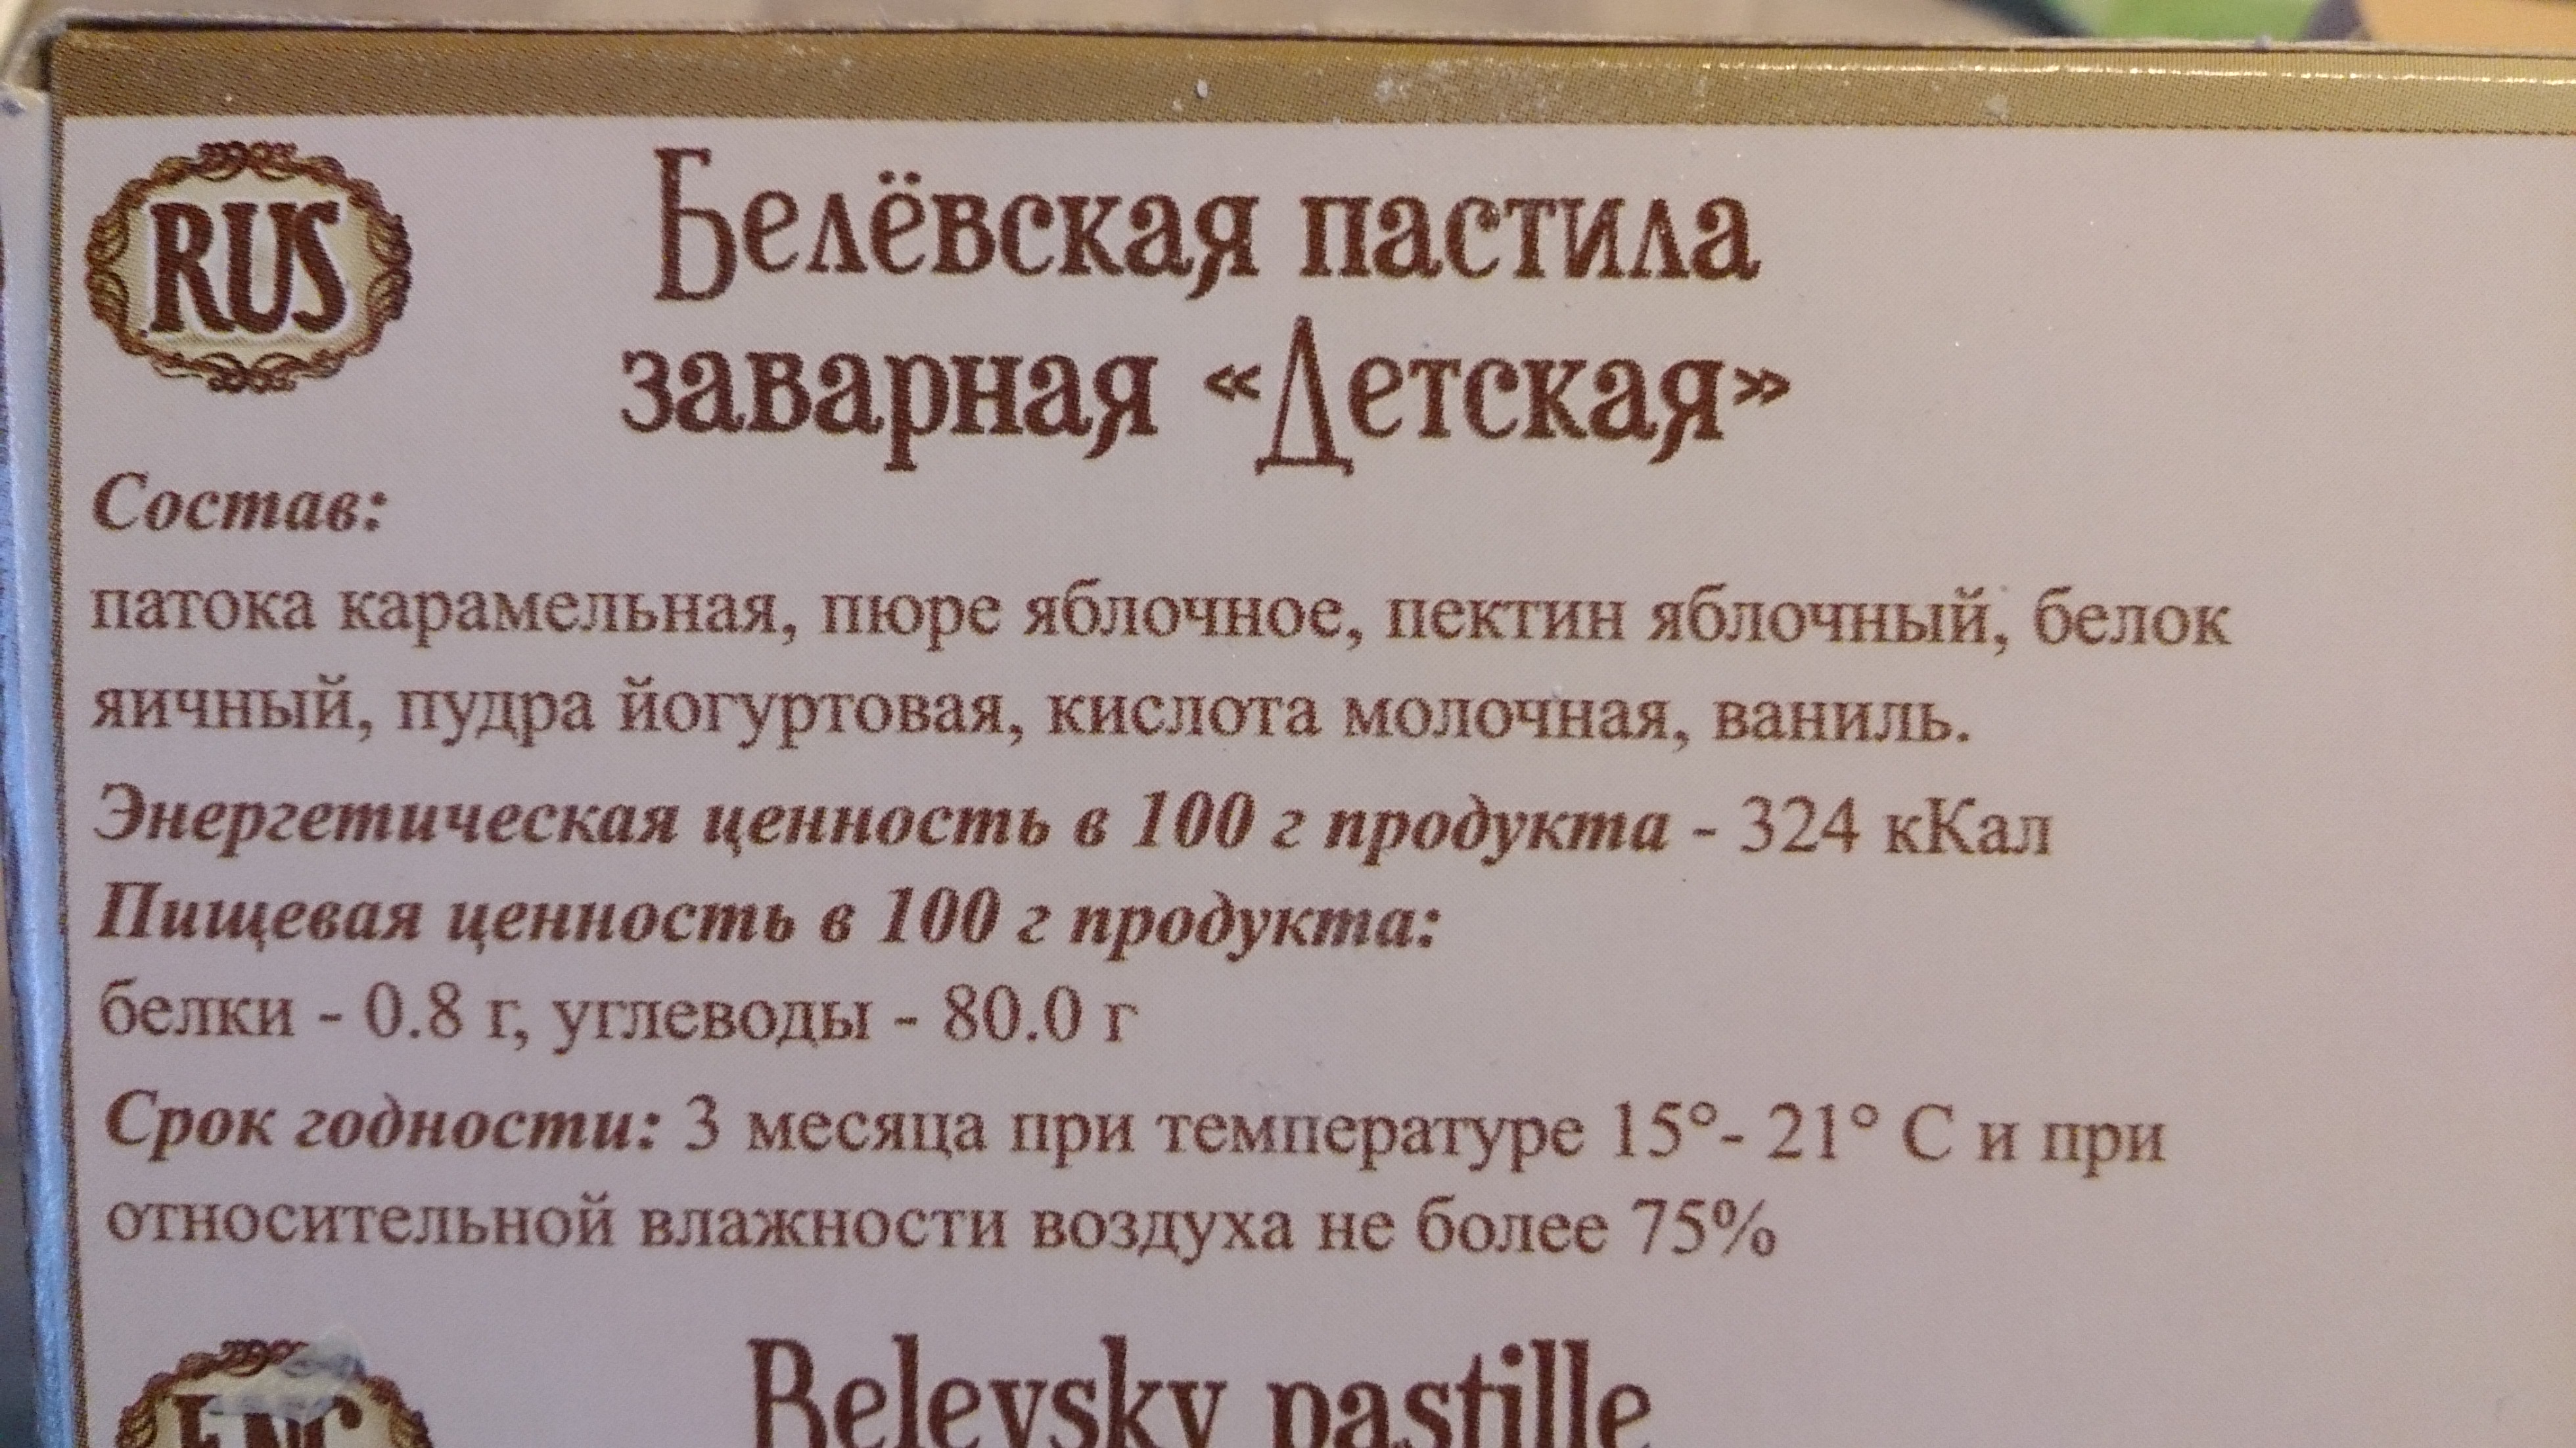 RUS
Белёвская пастила
заварная «Детская»
Состав:
патока карамельная, пюре яблочное, пектин яблочный, белок
яичный, пудра йогуртовая, кислота молочная, ваниль.
Энергетическая ценность в 100 г продукта - 324 кКал
Пищевая ценность в 100 г продукта:
белки - 0.8 г, углеводы - 80.0 г
Срок годности: 3 месяца при температуре 15°- 21° С и при
относительной влажности воздуха не более 75%
ENG
Belevsky pastille